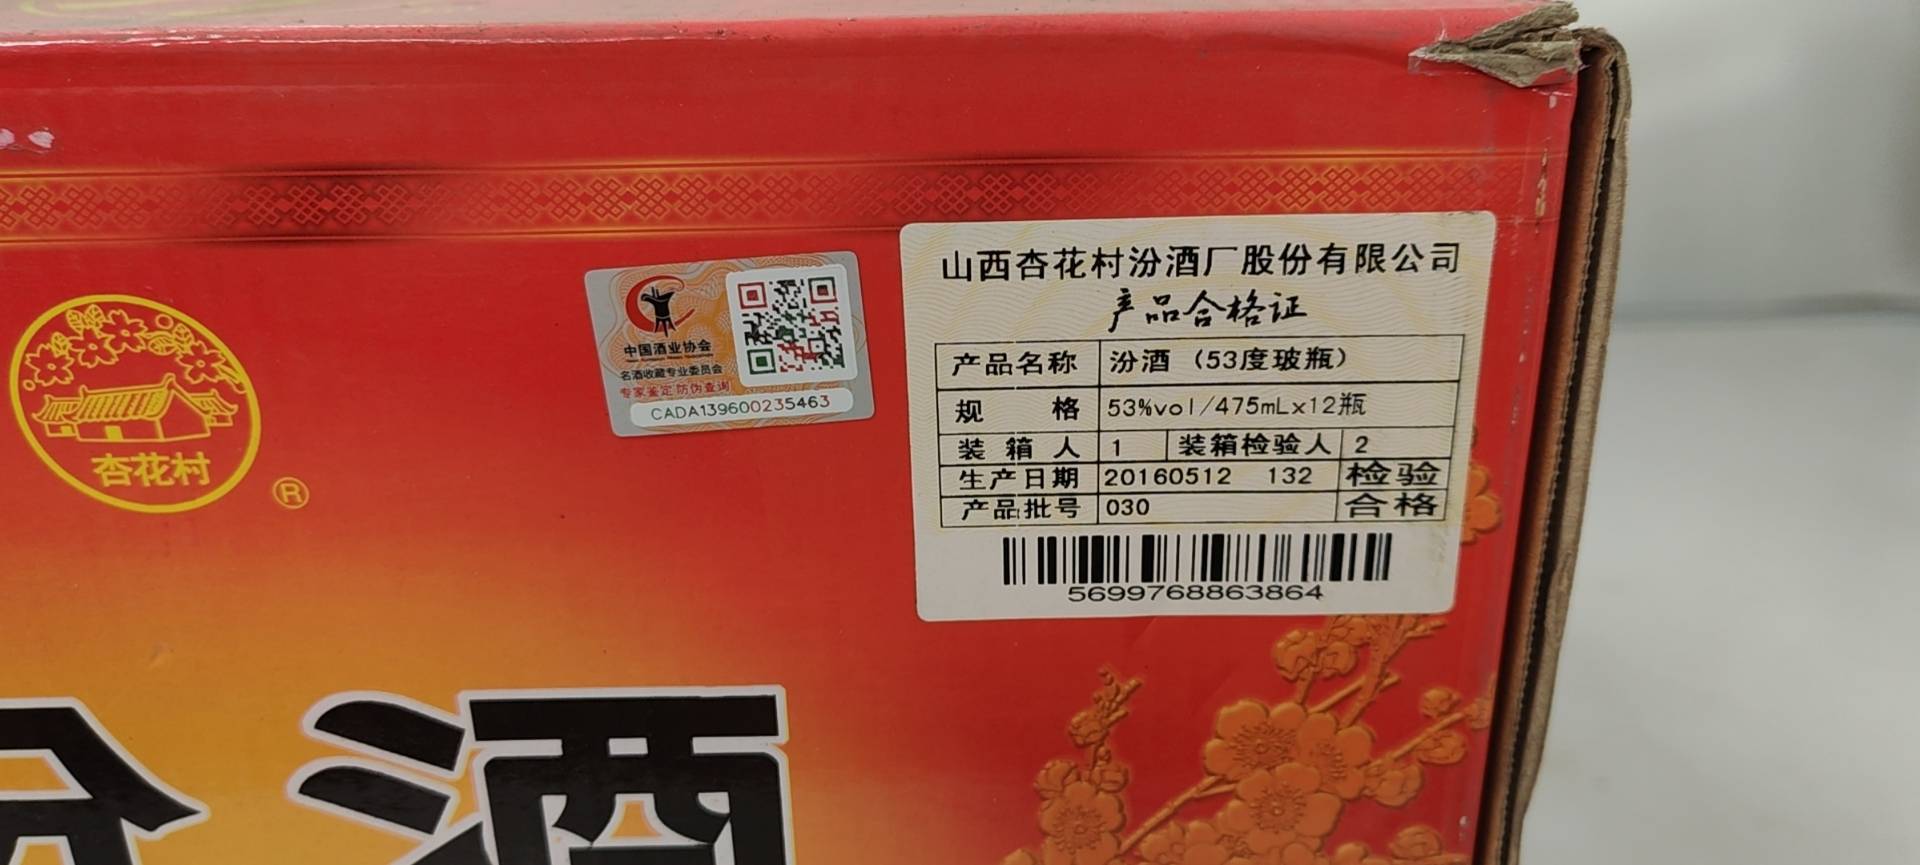 杏花村
®
中国酒业协会
名酒收藏专业委员会
专家鉴定 防伪查询
CADA139600235463
山西杏花村汾酒厂股份有限公司
产品合格证
产品名称 汾酒（53度玻瓶）
规 格 53%vol/475mLx12瓶
装 箱 人 1 装箱检验人 2
生产日期 20160512 132 检验
产品批号 030 合格
5699768863864
汾酒